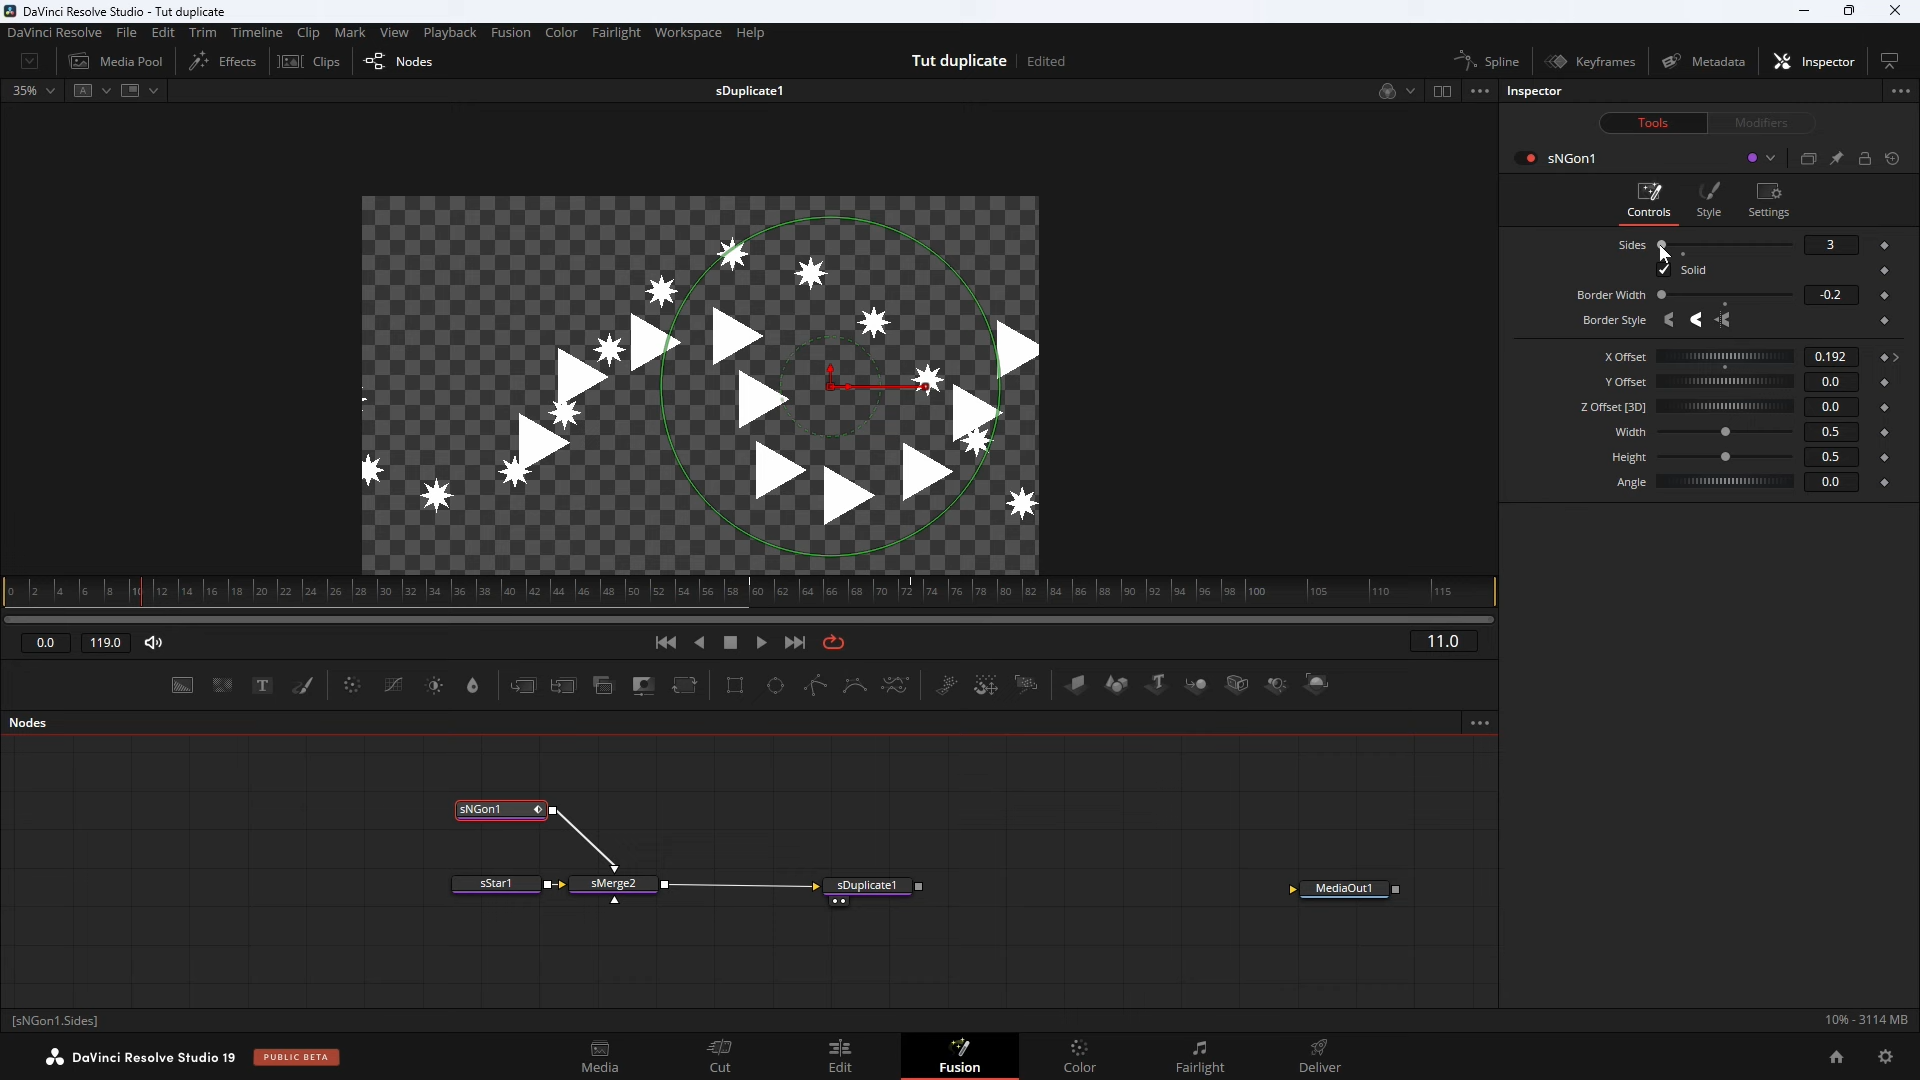 DaVinci Resolve Studio - Tut duplicate
DaVinci Resolve File Edit Trim Timeline Clip Mark View Playback Fusion Color Fairlight Workspace Help
Media Pool Effects Clips Nodes Tut duplicate Edited Spline Keyframes Metadata Inspector
35% A sDuplicate1 Inspector
Tools Modifiers
sNGon1
Controls Style Settings
Sides 3
Solid
Border Width -0.2
Border Style
X Offset 0.192
Y Offset 0.0
Z Offset [3D] 0.0
Width 0.5
Height 0.5
Angle 0.0
0 2 4 6 8 10 12 14 16 18 20 22 24 26 28 30 32 34 36 38 40 42 44 46 48 50 52 54 56 58 60 62 64 66 68 70 72 74 76 78 80 82 84 86 88 90 92 94 96 98 100 105 110 115
0.0 119.0 11.0
T
Nodes
sNGon1
sStar1 sMerge2 sDuplicate1 MediaOut1
[sNGon1.Sides] 10% - 3114 MB
DaVinci Resolve Studio 19 PUBLIC BETA
Media Cut Edit Fusion Color Fairlight Deliver